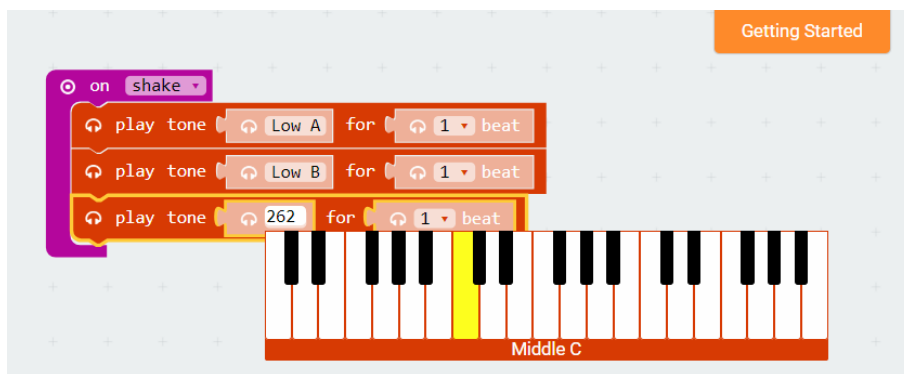 Getting Started
on shake
play tone Low A for 1 beat
play tone Low B for 1 beat
play tone 262 for 1 beat
Middle C